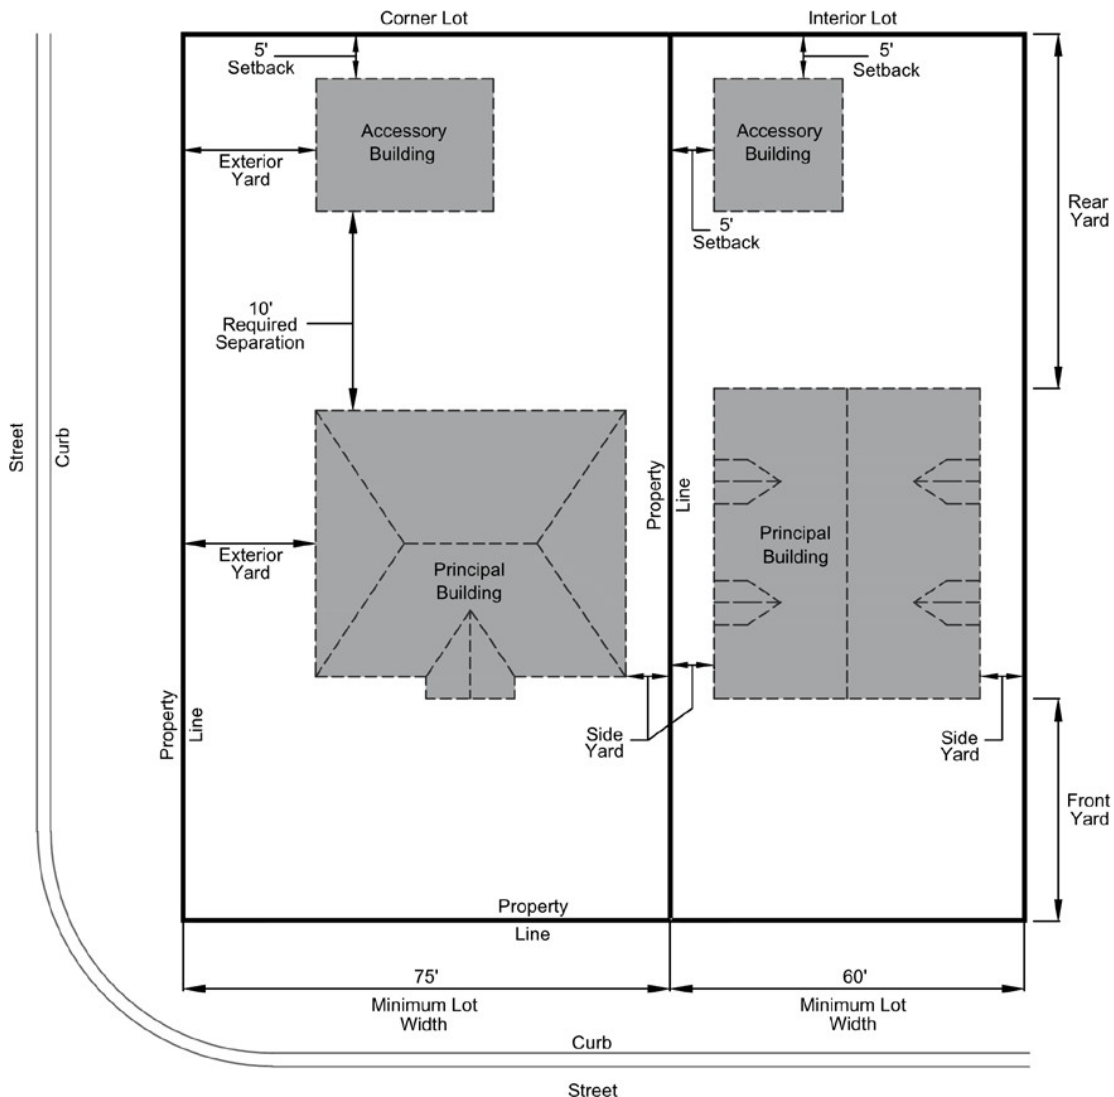 Corner Lot
Interior Lot
5'
Setback
5'
Setback
Accessory
Building
Accessory
Building
Exterior
Yard
5'
Setback
Rear
Yard
10'
Required
Separation
Street
Curb
Property
Line
Principal
Building
Exterior
Yard
Principal
Building
Property
Line
Side
Yard
Side
Yard
Front
Yard
Property
Line
75'
Minimum Lot
Width
60'
Minimum Lot
Width
Curb
Street